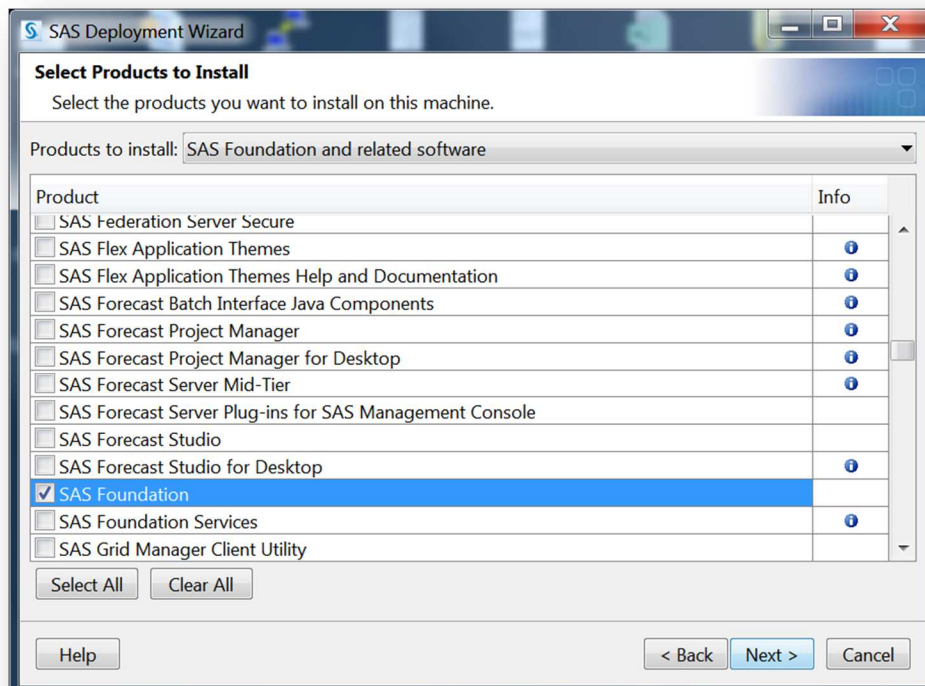 SAS Deployment Wizard
Select Products to Install
Select the products you want to install on this machine.
Products to install: SAS Foundation and related software
Product Info
SAS Federation Server Secure
SAS Flex Application Themes
SAS Flex Application Themes Help and Documentation
SAS Forecast Batch Interface Java Components
SAS Forecast Project Manager
SAS Forecast Project Manager for Desktop
SAS Forecast Server Mid-Tier
SAS Forecast Server Plug-ins for SAS Management Console
SAS Forecast Studio
SAS Forecast Studio for Desktop
SAS Foundation
SAS Foundation Services
SAS Grid Manager Client Utility
Select All Clear All
Help < Back Next > Cancel